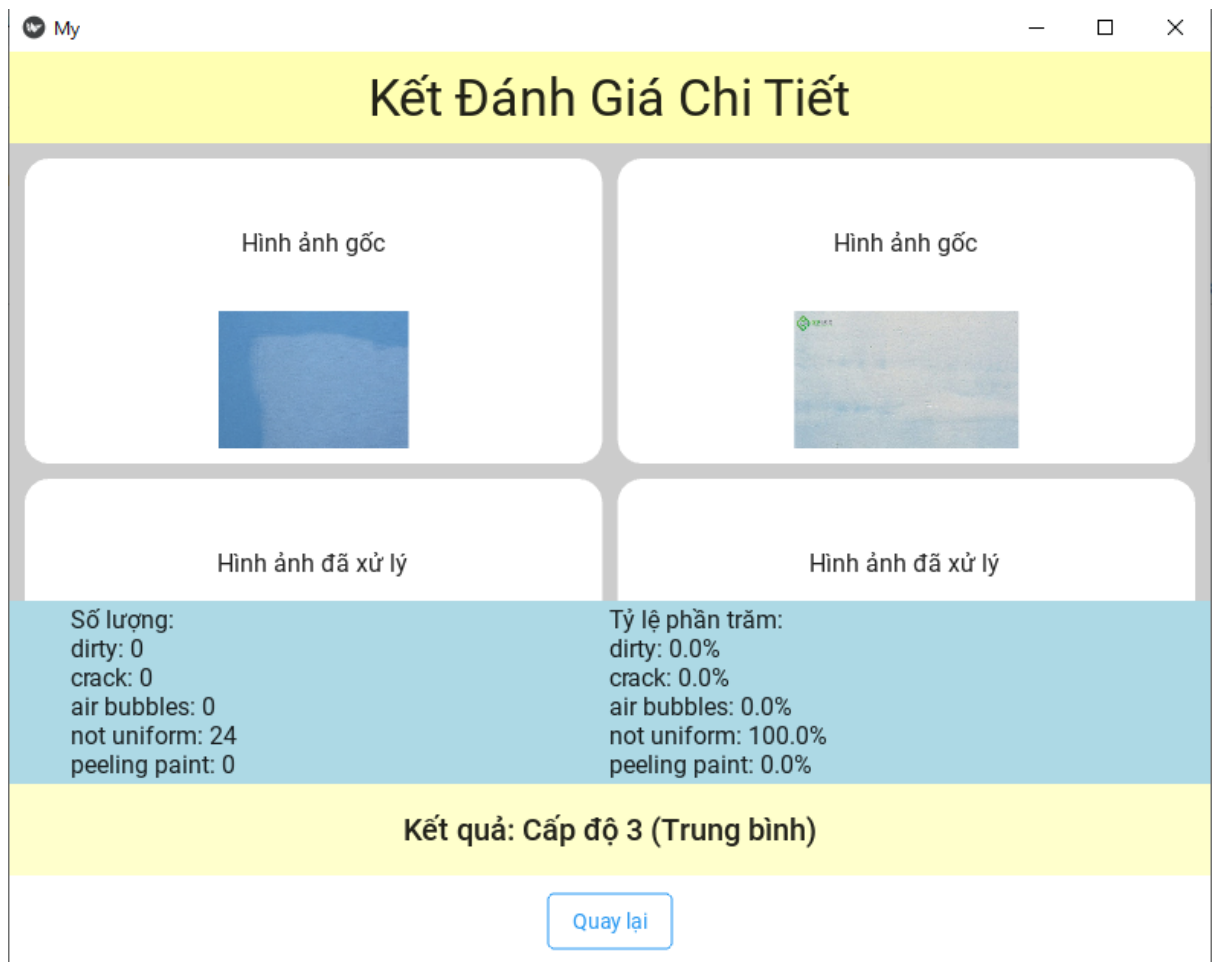 My
Kết Đánh Giá Chi Tiết
Hình ảnh gốc
Hình ảnh gốc
Hình ảnh đã xử lý
Hình ảnh đã xử lý
Số lượng:
dirty: 0
crack: 0
air bubbles: 0
not uniform: 24
peeling paint: 0
Tỷ lệ phần trăm:
dirty: 0.0%
crack: 0.0%
air bubbles: 0.0%
not uniform: 100.0%
peeling paint: 0.0%
Kết quả: Cấp độ 3 (Trung bình)
Quay lại